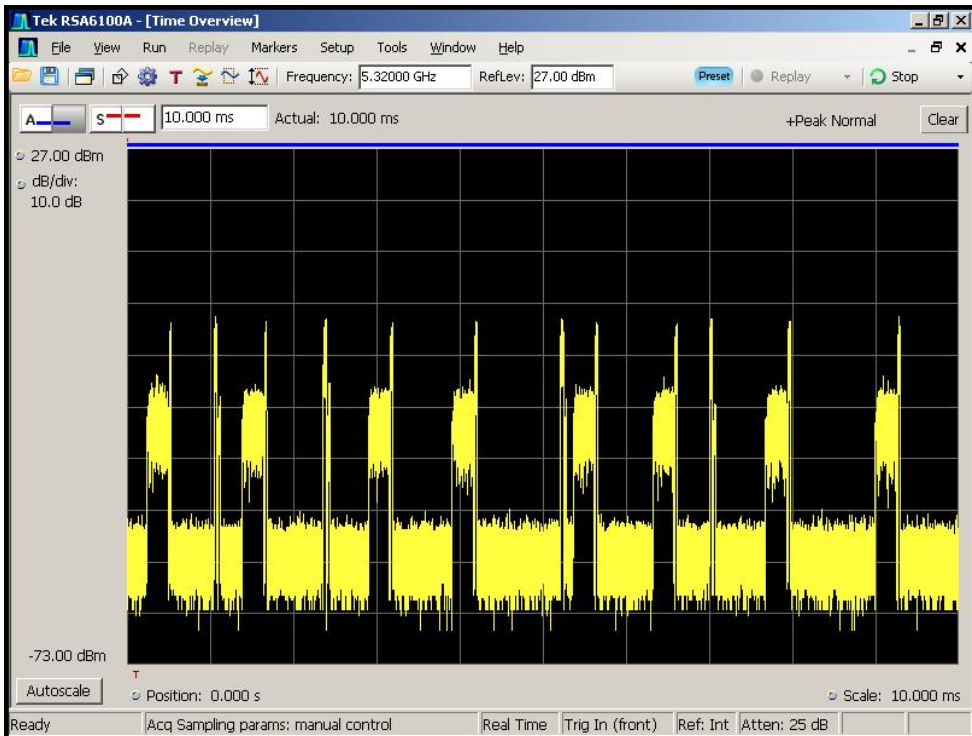 Tek RSA6100A - [Time Overview]
File View Run Replay Markers Setup Tools Window Help
T Frequency: 5.32000 GHz RefLev: 27.00 dBm Preset Replay Stop
A S 10.000 ms Actual: 10.000 ms +Peak Normal Clear
27.00 dBm
dB/div:
10.0 dB
-73.00 dBm
T
Autoscale Position: 0.000 s Scale: 10.000 ms
Ready Acq Sampling params: manual control Real Time Trig In (front) Ref: Int Atten: 25 dB